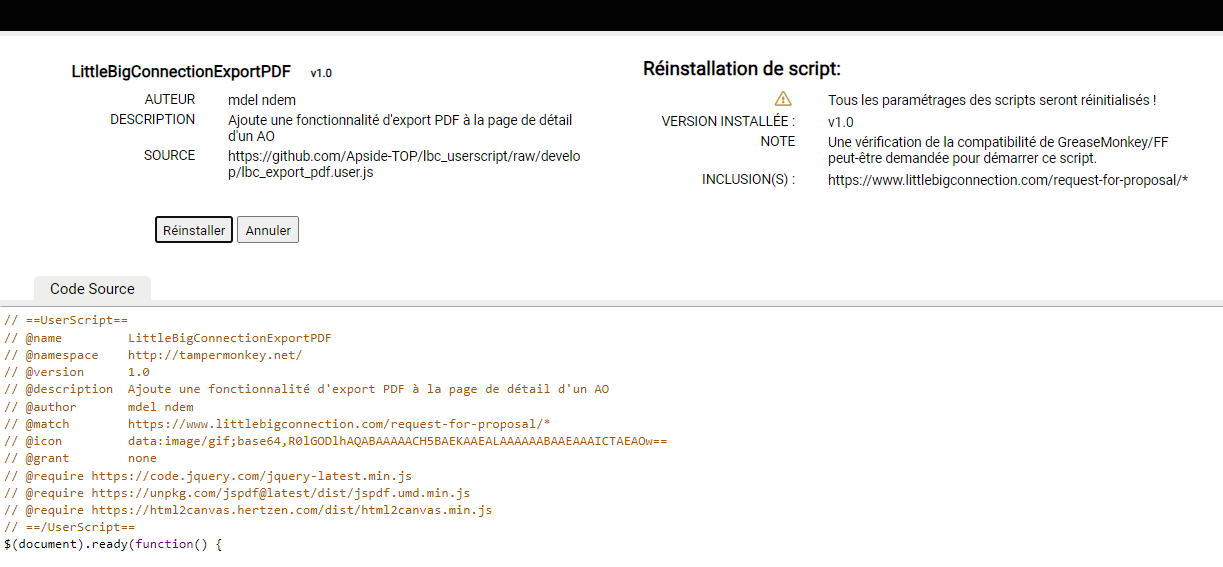 LittleBigConnectionExportPDF v1.0
AUTEUR mdel ndem
DESCRIPTION Ajoute une fonctionnalité d'export PDF à la page de détail
d'un AO
SOURCE https://github.com/Apside-TOP/lbc_userscript/raw/develo
p/lbc_export_pdf.user.js
Réinstaller Annuler
Réinstallation de script:
Tous les paramétrages des scripts seront réinitialisés !
VERSION INSTALLÉE : v1.0
NOTE Une vérification de la compatibilité de GreaseMonkey/FF
peut-être demandée pour démarrer ce script.
INCLUSION(S) : https://www.littlebigconnection.com/request-for-proposal/*
Code Source
// ==UserScript==
// @name LittleBigConnectionExportPDF
// @namespace http://tampermonkey.net/
// @version 1.0
// @description Ajoute une fonctionnalité d'export PDF à la page de détail d'un AO
// @author mdel ndem
// @match https://www.littlebigconnection.com/request-for-proposal/*
// @icon data:image/gif;base64,R0lGODlhAQABAAAAACH5BAEKAAEALAAAAAABAAEAAAICTAEAOw==
// @grant none
// @require https://code.jquery.com/jquery-latest.min.js
// @require https://unpkg.com/jspdf@latest/dist/jspdf.umd.min.js
// @require https://html2canvas.hertzen.com/dist/html2canvas.min.js
// ==/UserScript==
$(document).ready(function() {